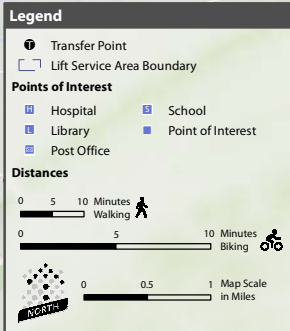 Legend
T Transfer Point
Lift Service Area Boundary
Points of Interest
H Hospital
S School
L Library
Point of Interest
Post Office
Distances
0 5 10 Minutes
Walking
0 5 10 Minutes
Biking
0 0.5 1 Map Scale
in Miles
NORTH